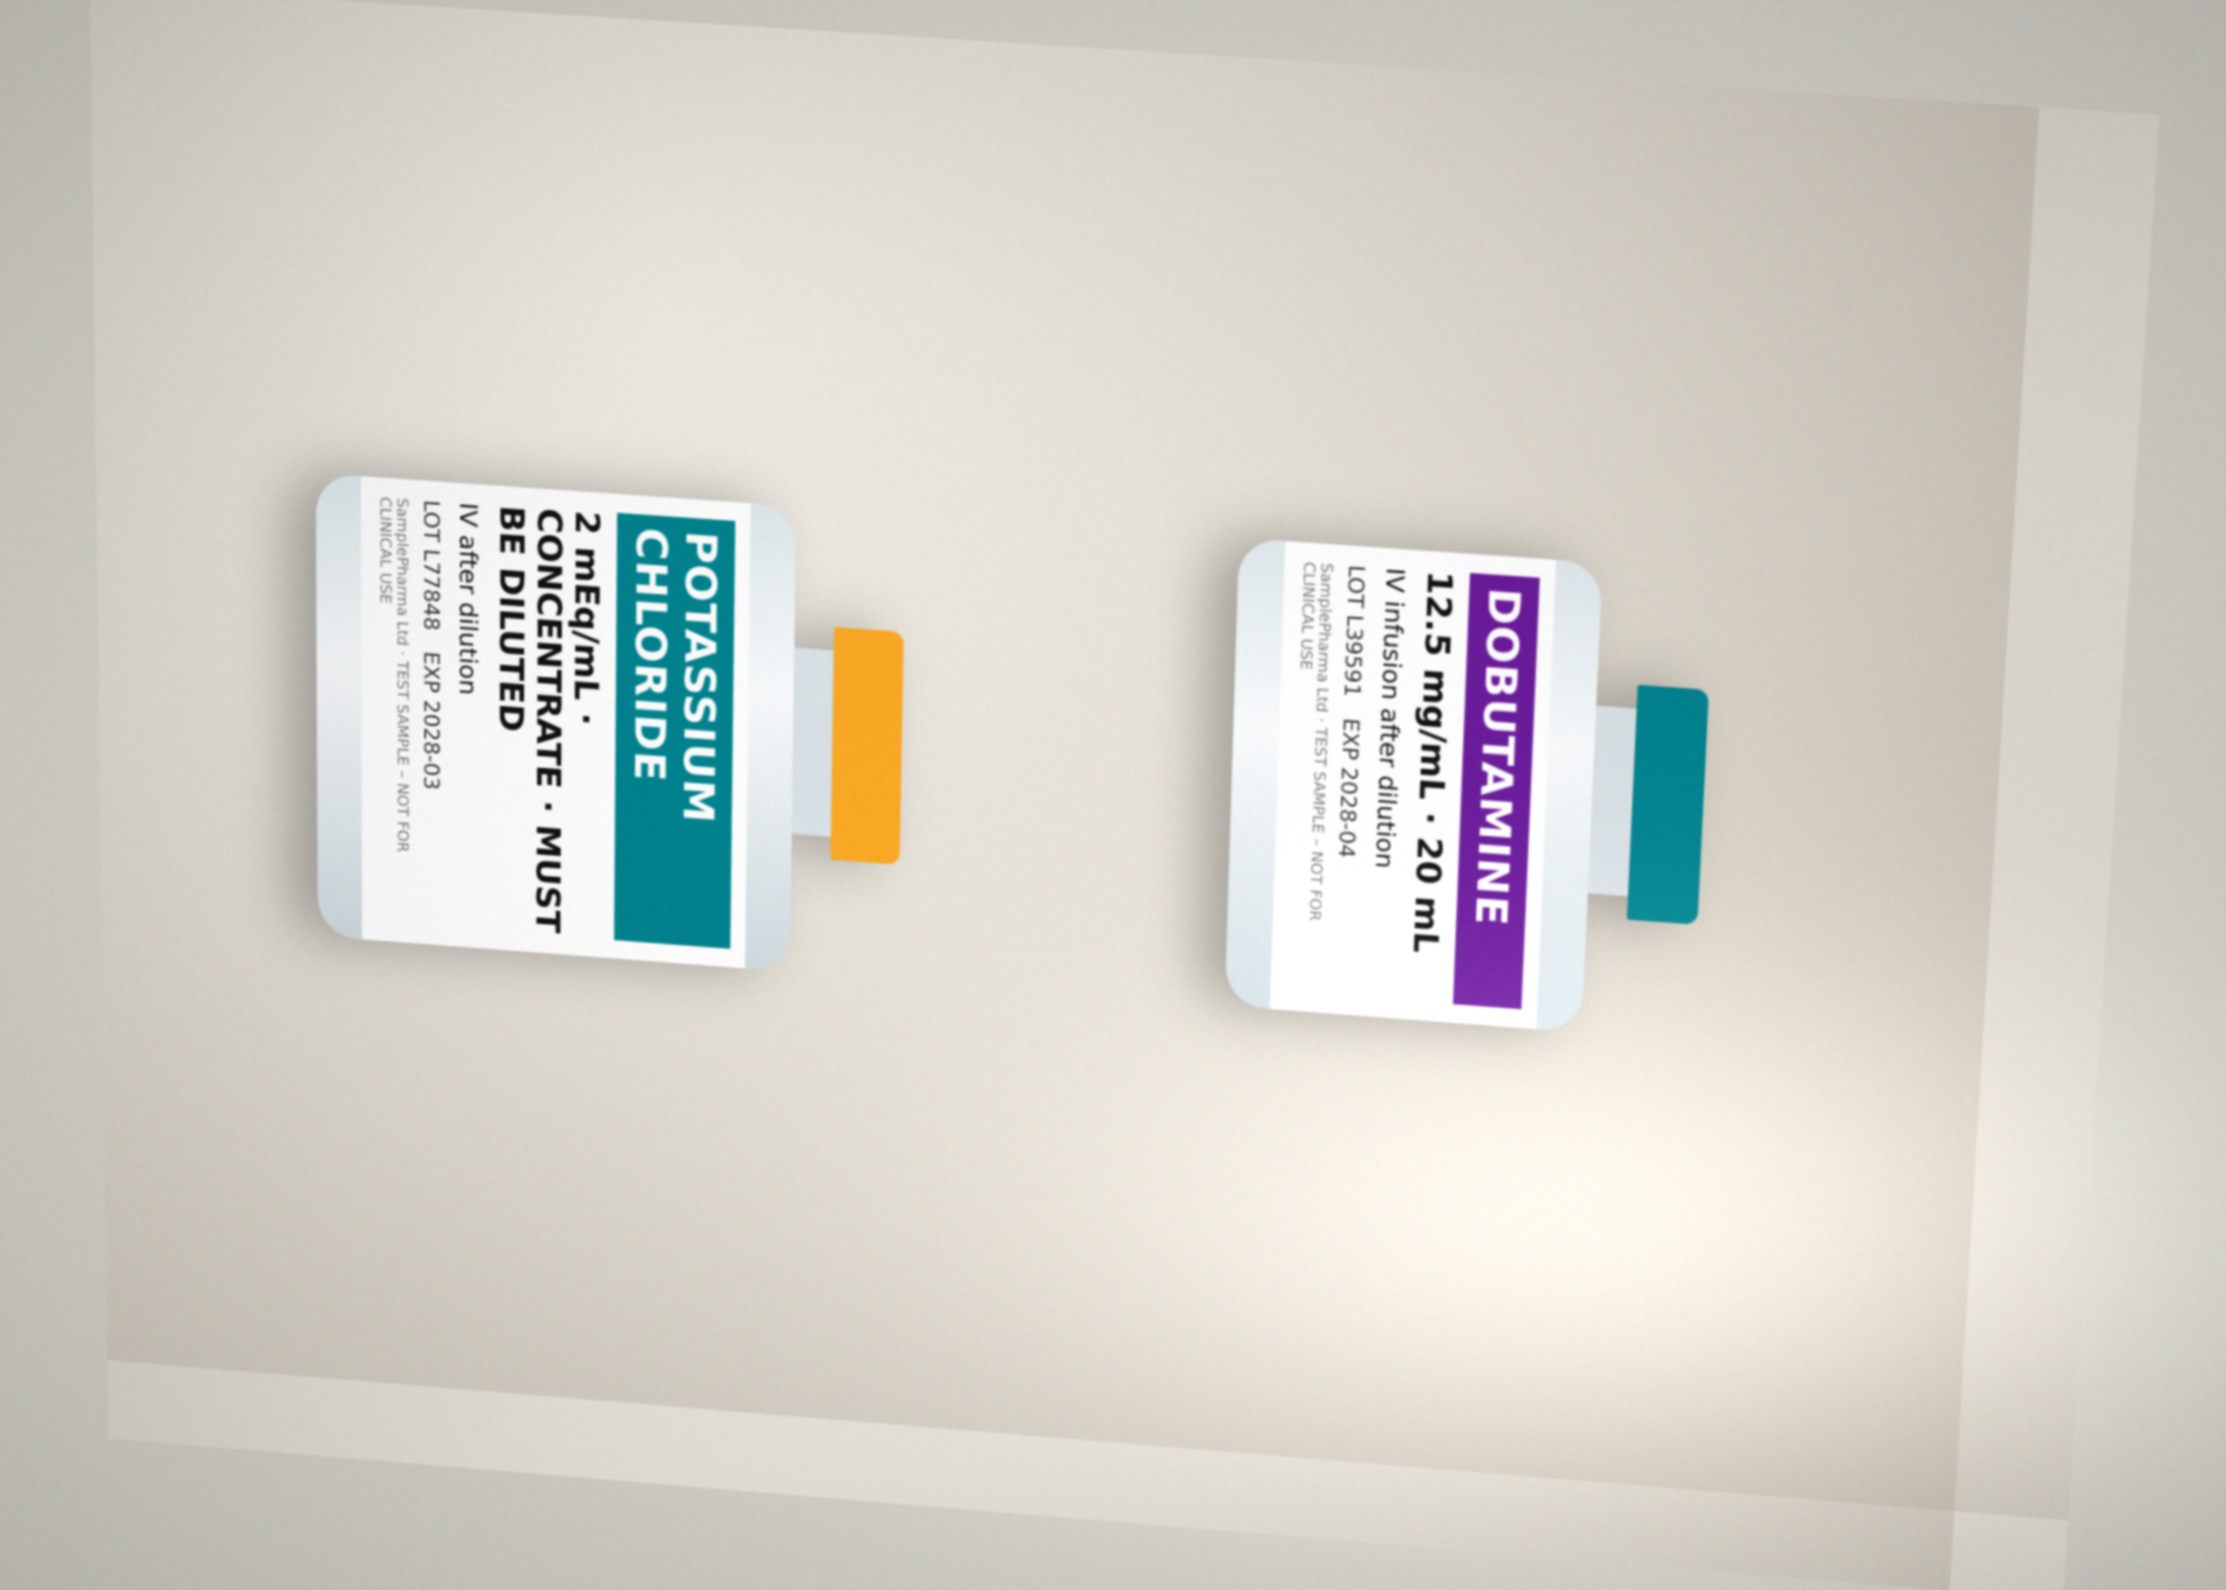 POTASSIUM
CHLORIDE
2 mEq/mL ·
CONCENTRATE · MUST
BE DILUTED
IV after dilution
LOT L77848 EXP 2028-03
SamplePharma Ltd · TEST SAMPLE – NOT FOR
CLINICAL USE
DOBUTAMINE
12.5 mg/mL · 20 mL
IV infusion after dilution
LOT L39591 EXP 2028-04
SamplePharma Ltd · TEST SAMPLE – NOT FOR
CLINICAL USE